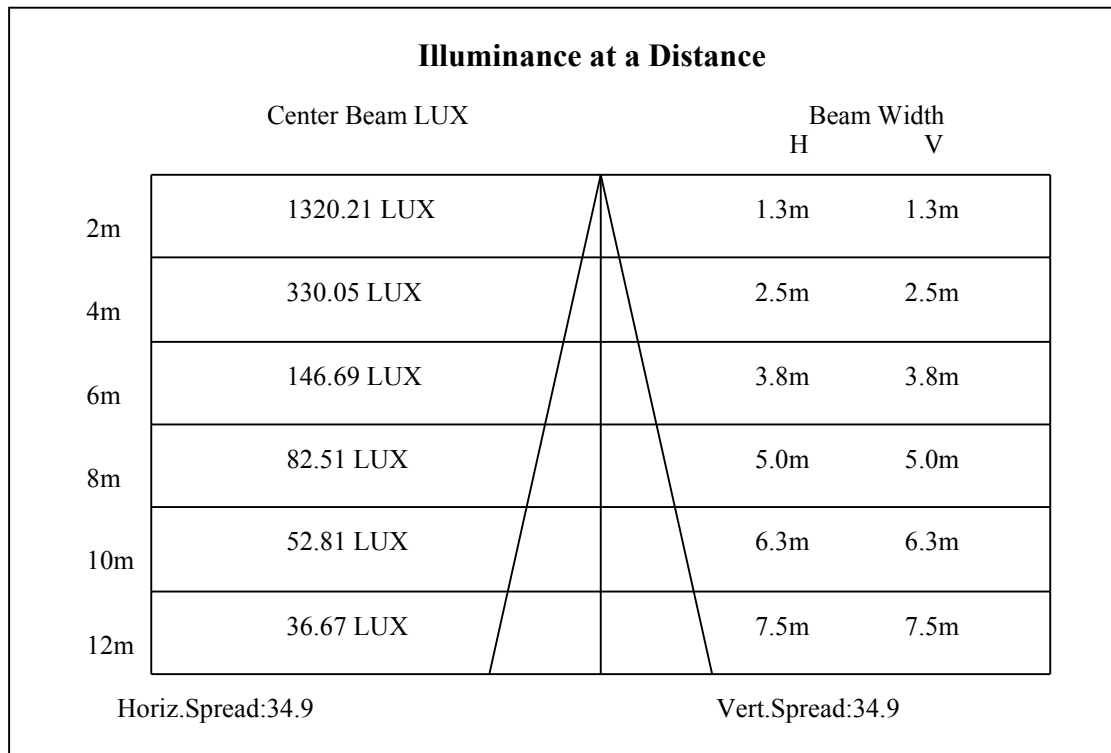 Illuminance at a Distance
Center Beam LUX Beam Width
H V
2m 1320.21 LUX 1.3m 1.3m
4m 330.05 LUX 2.5m 2.5m
6m 146.69 LUX 3.8m 3.8m
8m 82.51 LUX 5.0m 5.0m
10m 52.81 LUX 6.3m 6.3m
12m 36.67 LUX 7.5m 7.5m
Horiz.Spread:34.9 Vert.Spread:34.9